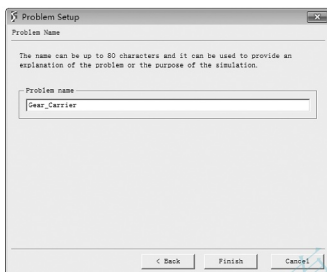 Problem Setup
Problem Name
The name can be up to 80 characters and it can be used to provide an
explanation of the problem or the purpose of the simulation.
Problem name
Gear_Carrier
< Back
Finish
Cancel